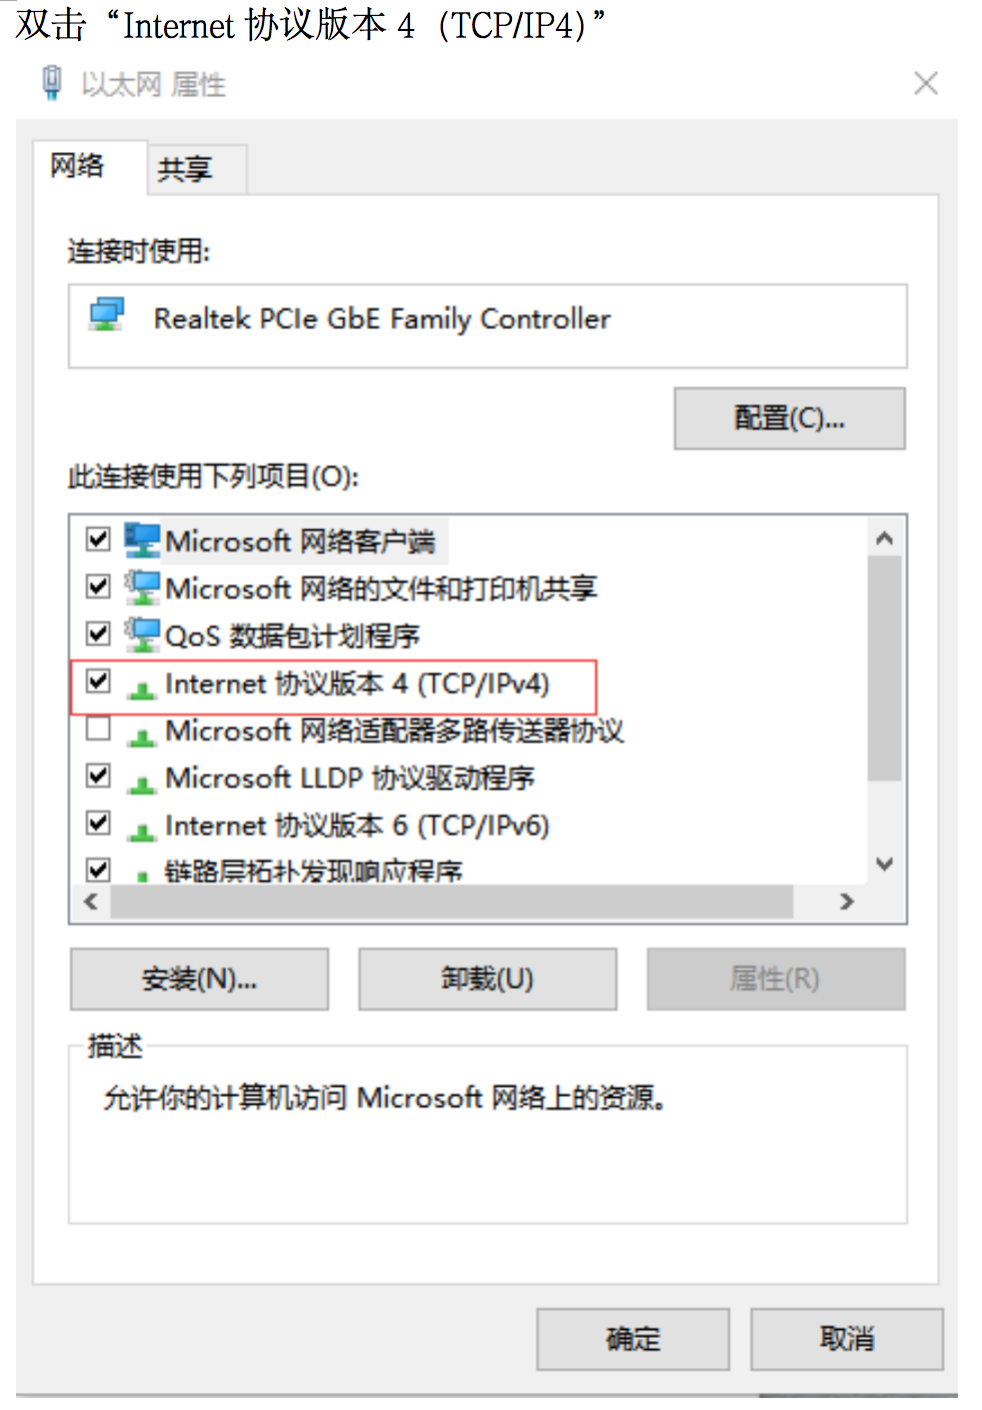 双击“Internet 协议版本 4（TCP/IP4）”
以太网 属性
网络
共享
连接时使用:
Realtek PCIe GbE Family Controller
配置(C)...
此连接使用下列项目(O):
Microsoft 网络客户端
Microsoft 网络的文件和打印机共享
QoS 数据包计划程序
Internet 协议版本 4 (TCP/IPv4)
Microsoft 网络适配器多路传送器协议
Microsoft LLDP 协议驱动程序
Internet 协议版本 6 (TCP/IPv6)
链路层拓扑发现响应程序
安装(N)...
卸载(U)
属性(R)
描述
允许你的计算机访问 Microsoft 网络上的资源。
确定
取消